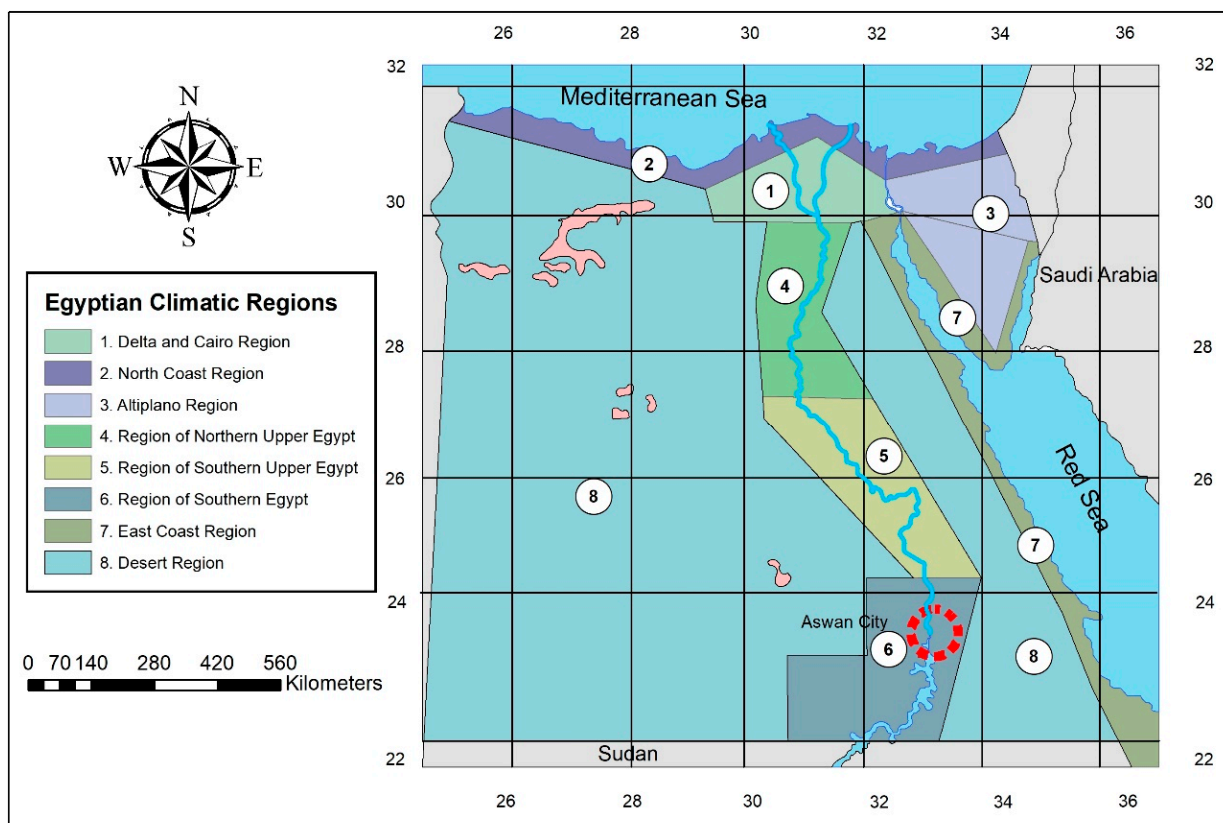 26 28 30 32 34 36
32 32
Mediterranean Sea
N
W E
S
2
1
30 30
3
Saudi Arabia
4
7
28 28
Egyptian Climatic Regions
1. Delta and Cairo Region
2. North Coast Region
3. Altiplano Region
4. Region of Northern Upper Egypt
5. Region of Southern Upper Egypt
6. Region of Southern Egypt
7. East Coast Region
8. Desert Region
5
Red Sea
26 26
8
7
24 24
Aswan City
6
8
0 70 140 280 420 560
Kilometers
Sudan
22 22
26 28 30 32 34 36